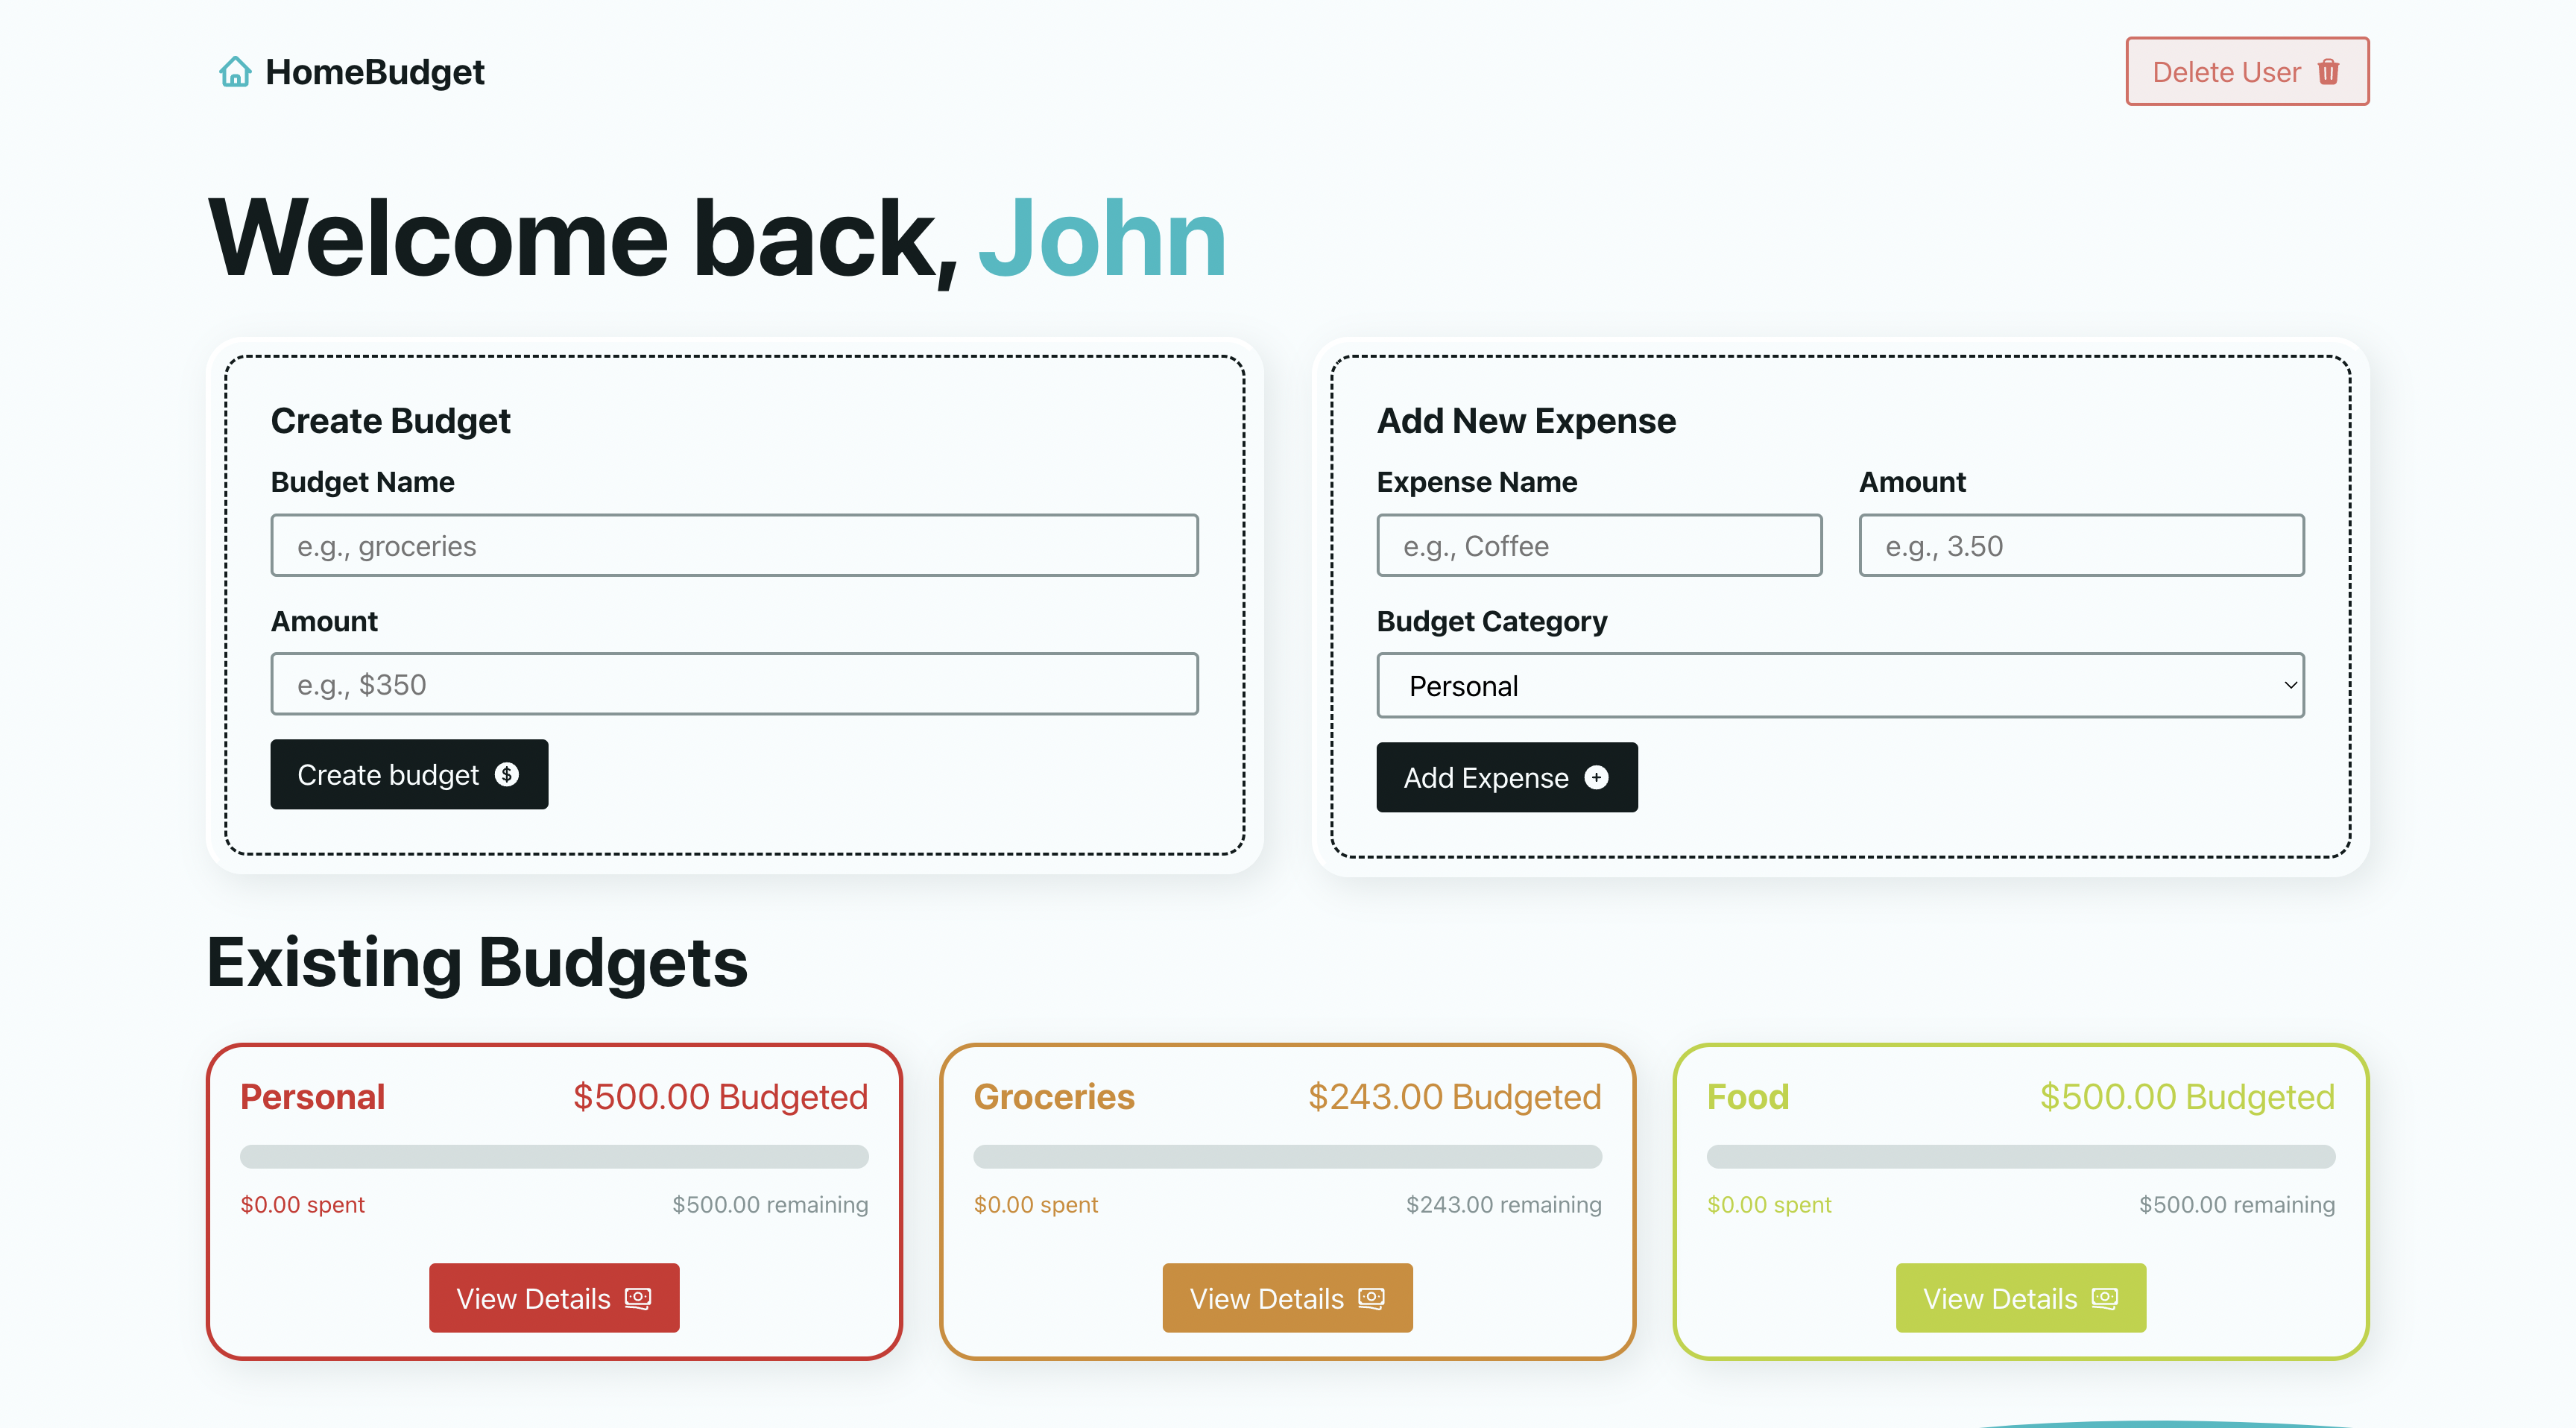 HomeBudget
Delete User
Welcome back, John
Create Budget
Budget Name
e.g., groceries
Amount
e.g., $350
Create budget
Add New Expense
Expense Name
Amount
e.g., Coffee
e.g., 3.50
Budget Category
Personal
Add Expense
Existing Budgets
Personal
$500.00 Budgeted
$0.00 spent
$500.00 remaining
View Details
Groceries
$243.00 Budgeted
$0.00 spent
$243.00 remaining
View Details
Food
$500.00 Budgeted
$0.00 spent
$500.00 remaining
View Details